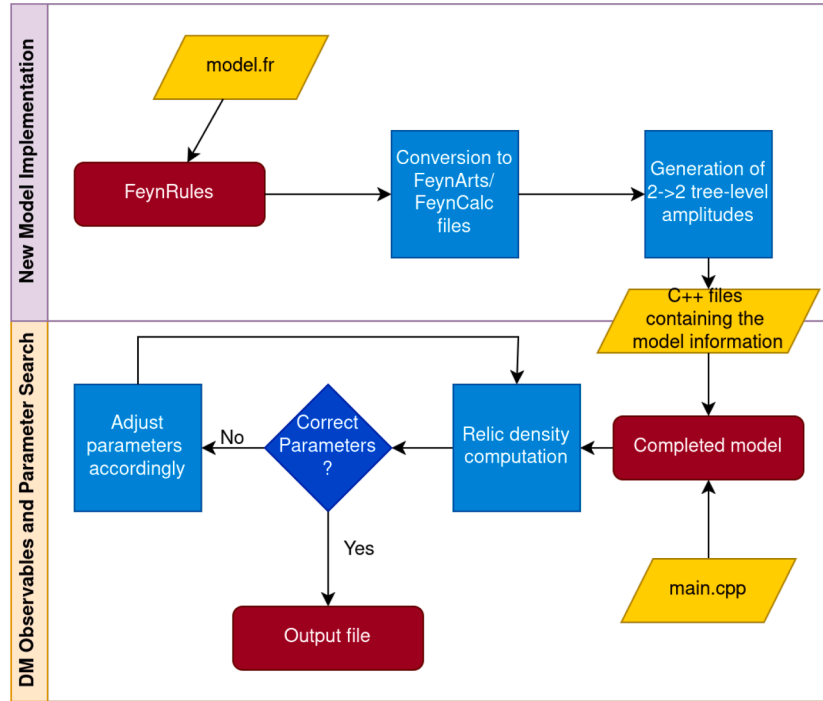 New Model Implementation
model.fr
FeynRules
Conversion to
FeynArts/
FeynCalc
files
Generation of
2->2 tree-level
amplitudes
C++ files
containing the
model information
DM Observables and Parameter Search
Adjust
parameters
accordingly
No
Correct
Parameters
?
Relic density
computation
Completed model
Yes
main.cpp
Output file